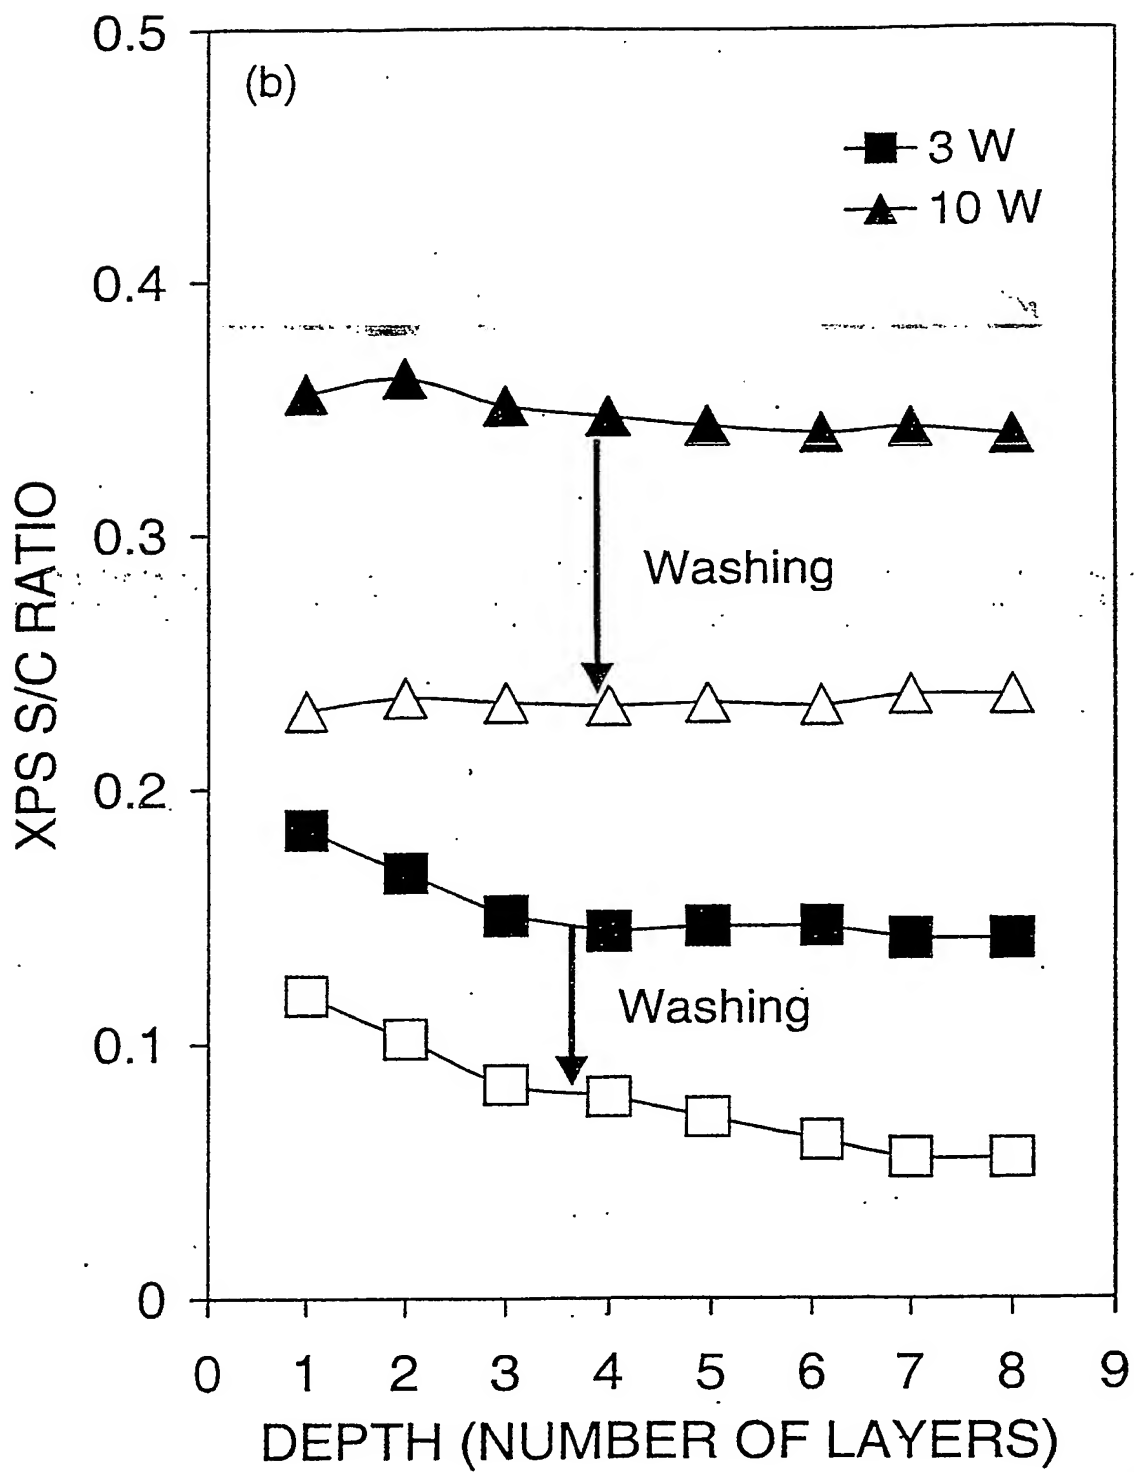 (b)
3 W
10 W
0.5
0.4
0.3
0.2
0.1
0
XPS S/C RATIO
Washing
Washing
0 1 2 3 4 5 6 7 8 9
DEPTH (NUMBER OF LAYERS)